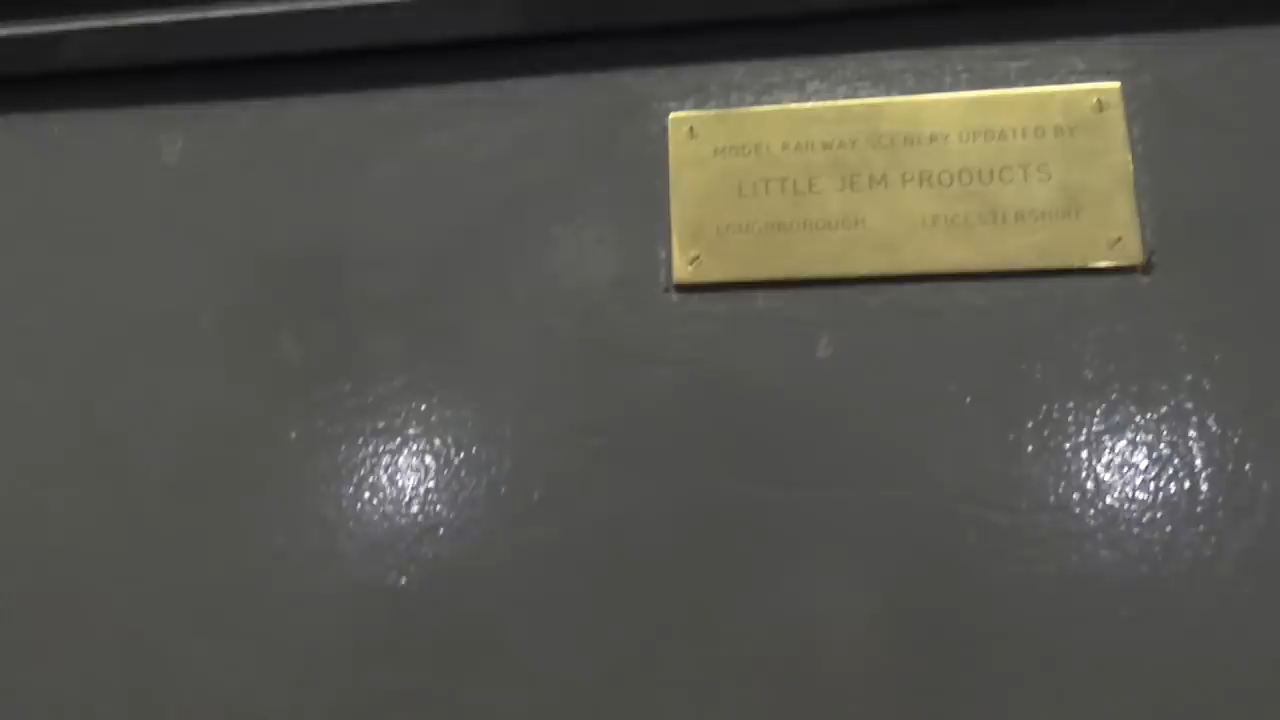 MODEL RAILWAY SCENERY UPDATED BY
LITTLE JEM PRODUCTS
LOUGHBOROUGH LEICESTERSHIRE